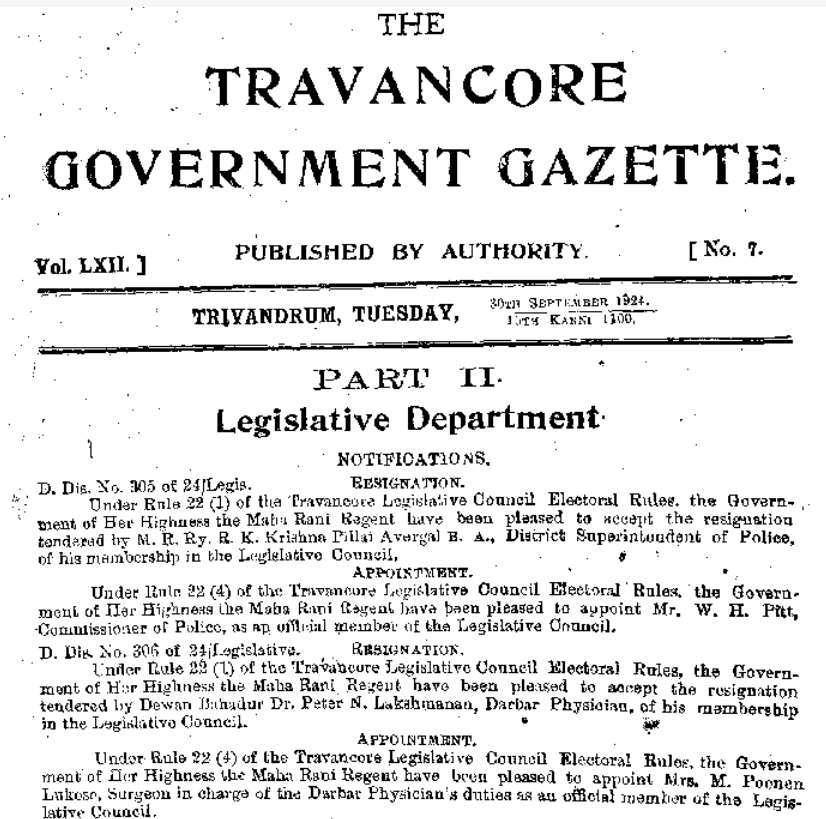 THE
TRAVANCORE
GOVERNMENT GAZETTE.
Vol. LXII. ] PUBLISHED BY AUTHORITY. [ No. 7.
TRIVANDRUM, TUESDAY, 30TH SEPTEMBER 1924.
KANNI 1100.
PART II.
Legislative Department.
NOTIFICATIONS.
D. Dis. No. 305 of 24/Legis. RESIGNATION.
Under Rule 22 (1) of the Travancore Legislative Council Electoral Rules, the Govern-
ment of Her Highness the Maha Rani Regent have been pleased to accept the resignation
tendered by M. R. Ry. R. K. Krishna Pillai Avergal B. A., District Superintendent of Police,
of his membership in the Legislative Council.
APPOINTMENT.
Under Rule 22 (4) of the Travancore Legislative Council Electoral Rules, the Govern-
ment of Her Highness the Maha Rani Regent have been pleased to appoint Mr. W. H. Pitt,
Commissioner of Police, as an official member of the Legislative Council.
D. Dis. No. 306 of 24/Legislative. RESIGNATION.
Under Rule 22 (1) of the Travancore Legislative Council Electoral Rules, the Govern-
ment of Her Highness the Maha Rani Regent have been pleased to accept the resignation
tendered by Dewan Bahadur Dr. Peter N. Lakshmanan, Darbar Physician, of his membership
in the Legislative Council.
APPOINTMENT.
Under Rule 22 (4) of the Travancore Legislative Council Electoral Rules, the Govern-
ment of Her Highness the Maha Rani Regent have been pleased to appoint Mrs. M. Poonen
Lukose, Surgeon in charge of the Darbar Physician's duties as an official member of the Legis-
lative Council.